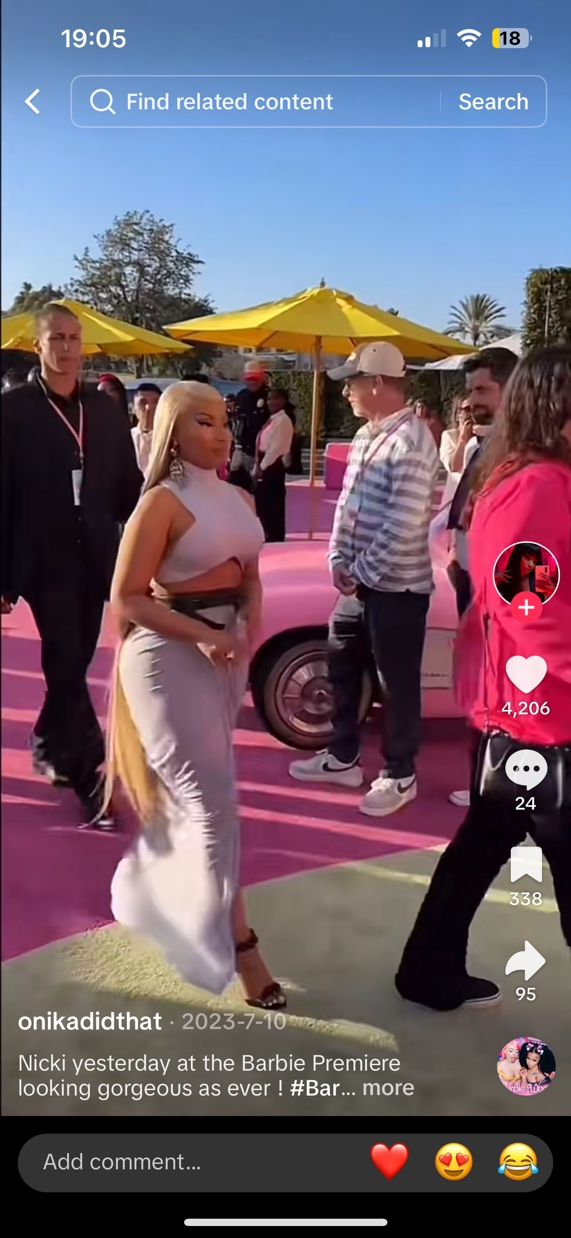 19:05
18
Find related content
Search
4,206
24
338
95
onikadidthat · 2023-7-10
Nicki yesterday at the Barbie Premiere
looking gorgeous as ever ! #Bar... more
Add comment...